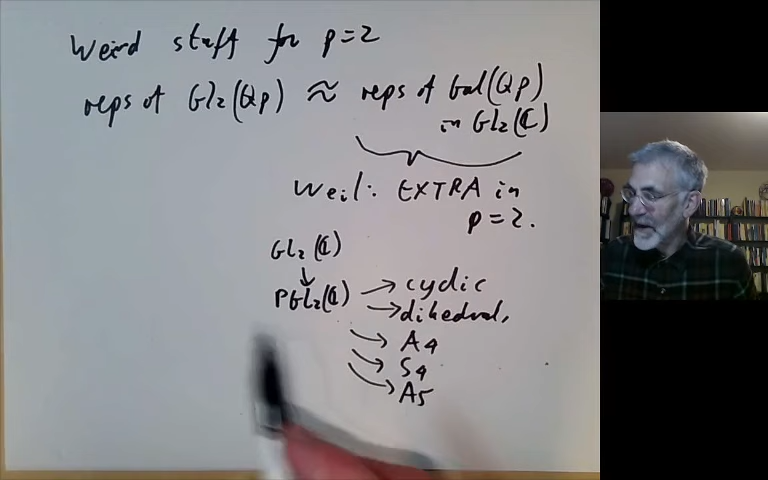 Weird stuff for p=2
reps of Gl₂(Qp) ≈ reps of Gal(Qp)
in Gl₂(ℂ)
Weil: EXTRA in
p=2.
Gl₂(ℂ)
↓
PGl₂(ℂ) → cyclic
→ dihedral,
→ A4
→ S4
→ A5